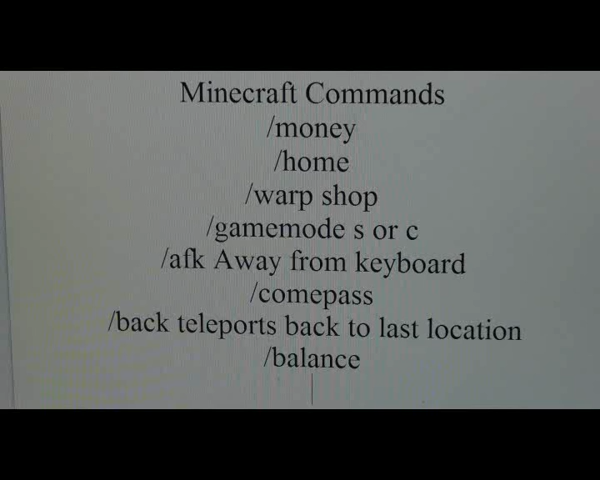 Minecraft Commands
/money
/home
/warp shop
/gamemode s or c
/afk Away from keyboard
/comepass
/back teleports back to last location
/balance